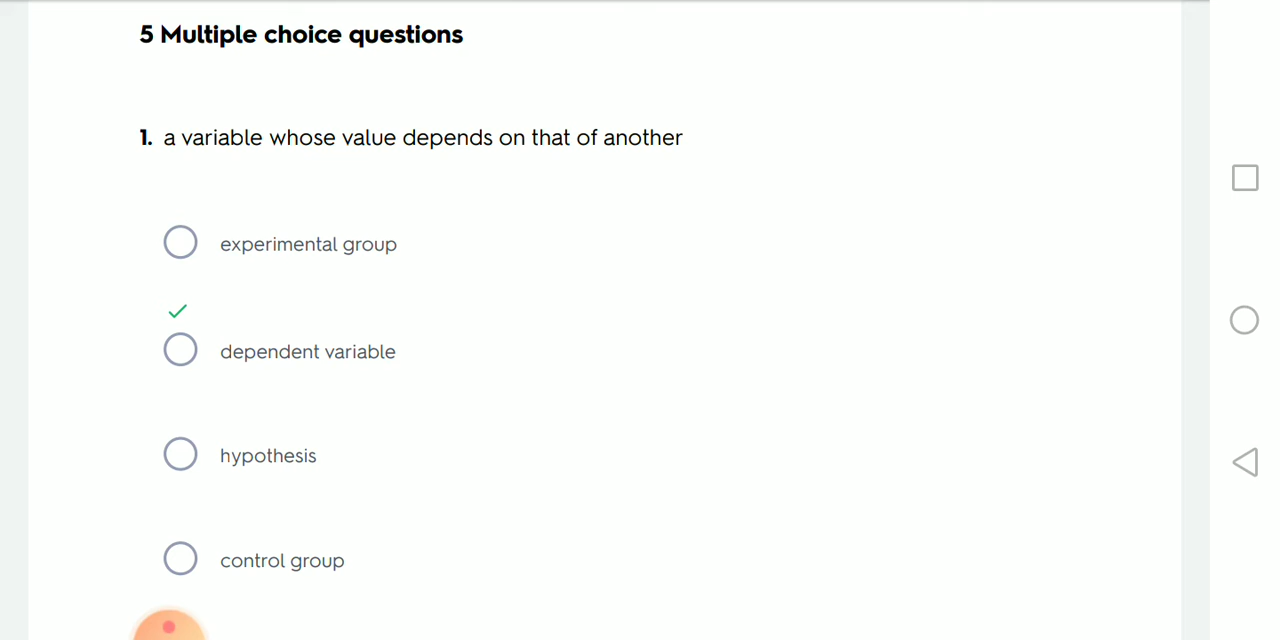 5 Multiple choice questions
1. a variable whose value depends on that of another
experimental group
dependent variable
hypothesis
control group